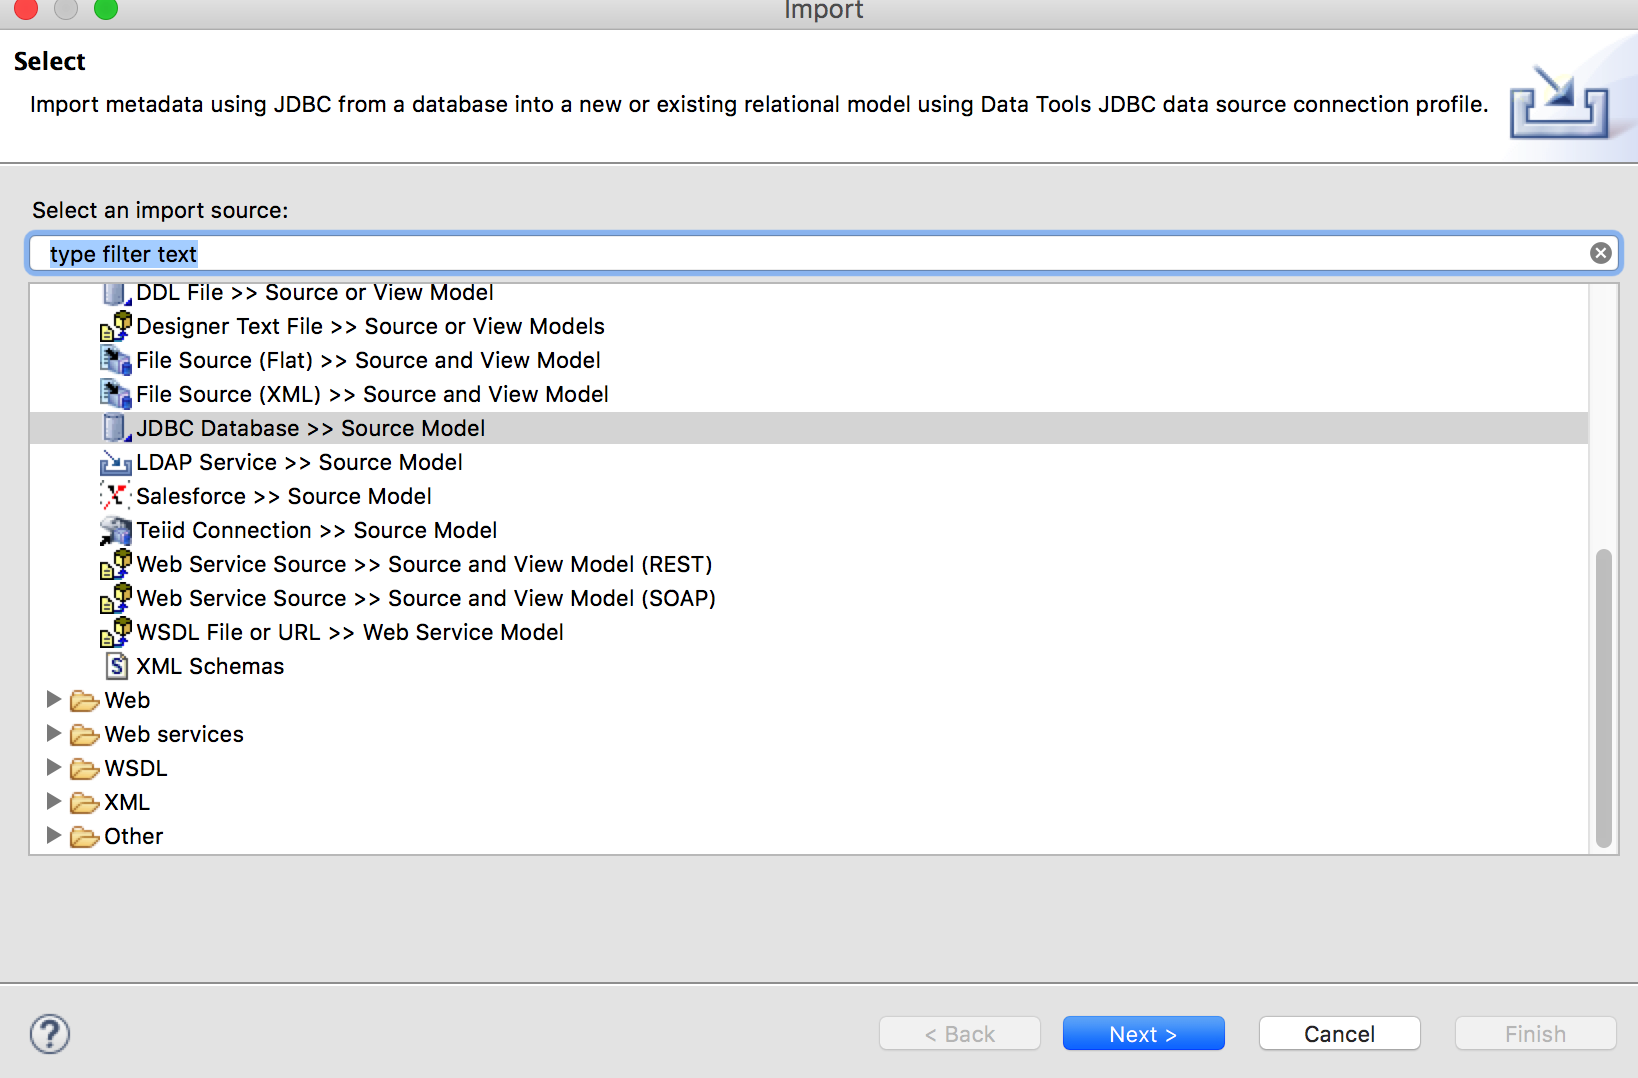 Import
Select
Import metadata using JDBC from a database into a new or existing relational model using Data Tools JDBC data source connection profile.
Select an import source:
type filter text
DDL File >> Source or View Model
Designer Text File >> Source or View Models
File Source (Flat) >> Source and View Model
File Source (XML) >> Source and View Model
JDBC Database >> Source Model
LDAP Service >> Source Model
Salesforce >> Source Model
Teiid Connection >> Source Model
Web Service Source >> Source and View Model (REST)
Web Service Source >> Source and View Model (SOAP)
WSDL File or URL >> Web Service Model
XML Schemas
Web
Web services
WSDL
XML
Other
< Back Next > Cancel Finish